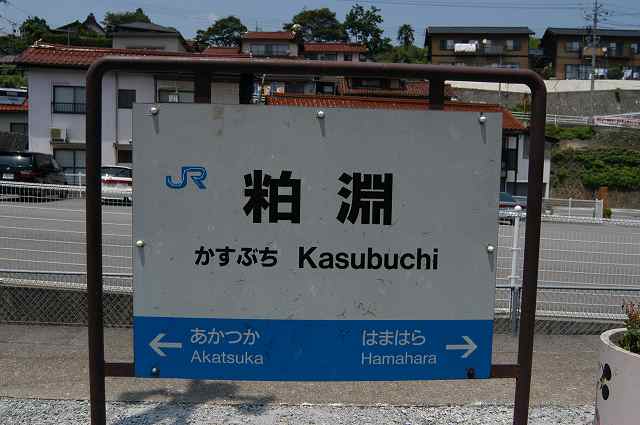 JR
粕淵
かすぶち Kasubuchi
← あかつか はまはら →
Akatsuka Hamahara